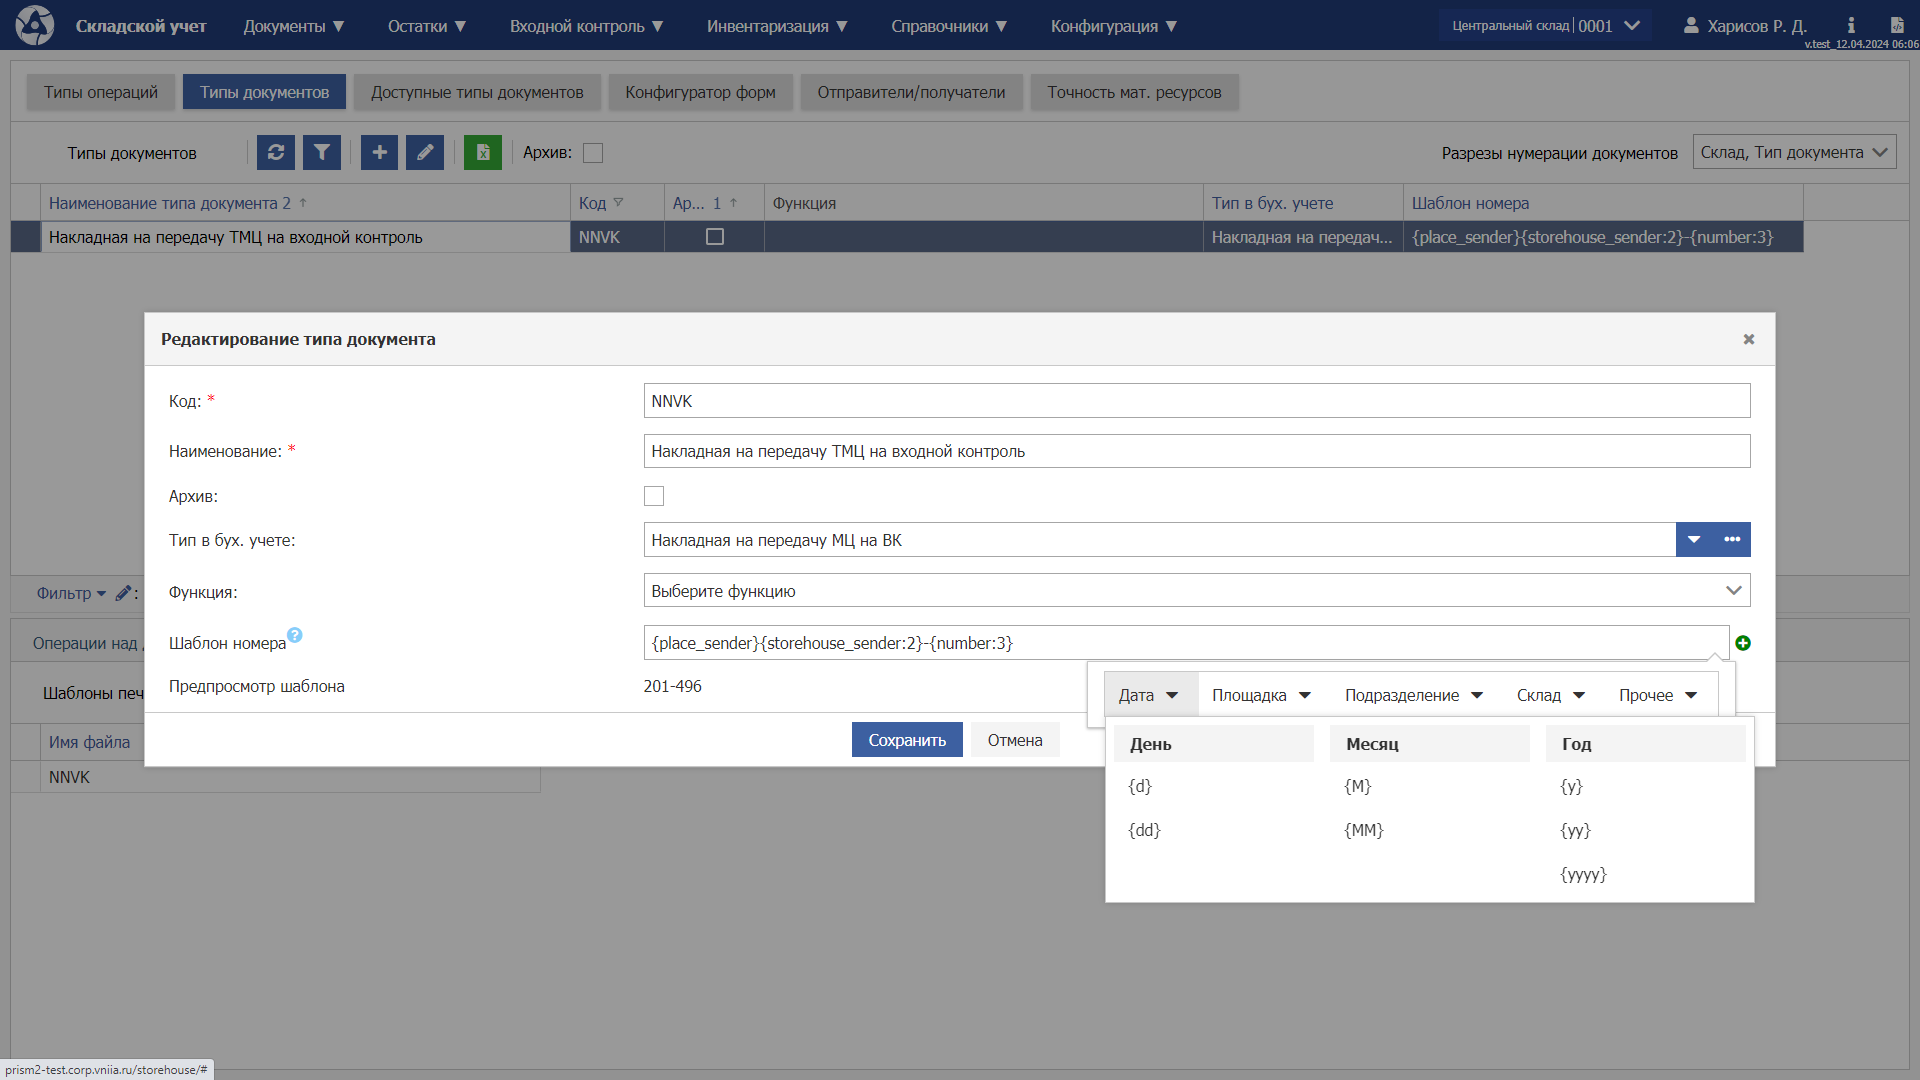 Складской учет Документы ▼ Остатки ▼ Входной контроль ▼ Инвентаризация ▼ Справочники ▼ Конфигурация ▼ Центральный склад 0001 Харисов Р. Д.
v.test_12.04.2024 06:06
Типы операций Типы документов Доступные типы документов Конфигуратор форм Отправители/получатели Точность мат. ресурсов
Типы документов Архив: Разрезы нумерации документов Склад, Тип документа
Наименование типа документа 2 ↑ Код Ар... 1 ↑ Функция Тип в бух. учете Шаблон номера
Накладная на передачу ТМЦ на входной контроль NNVK Накладная на передач... {place_sender}{storehouse_sender:2}-{number:3}
Редактирование типа документа
Код: * NNVK
Наименование: * Накладная на передачу ТМЦ на входной контроль
Архив:
Тип в бух. учете: Накладная на передачу МЦ на ВК
Фильтр :
Функция: Выберите функцию
Операции над
Шаблон номера ? {place_sender}{storehouse_sender:2}-{number:3}
Шаблоны печ
Предпросмотр шаблона 201-496
Дата Площадка Подразделение Склад Прочее
Сохранить Отмена
День Месяц Год
Имя файла
NNVK
{d} {M} {y}
{dd} {MM} {yy}
{yyyy}
prism2-test.corp.vniia.ru/storehouse/#